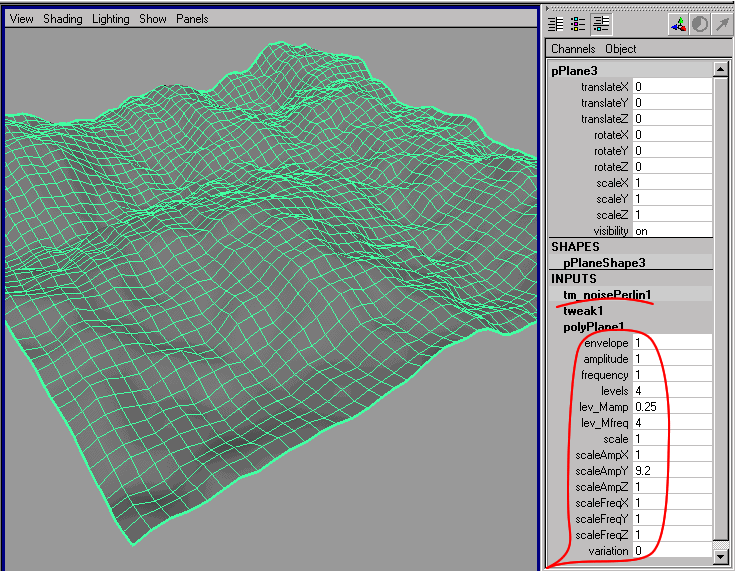 View Shading Lighting Show Panels
Channels Object
pPlane3
translateX 0
translateY 0
translateZ 0
rotateX 0
rotateY 0
rotateZ 0
scaleX 1
scaleY 1
scaleZ 1
visibility on
SHAPES
pPlaneShape3
INPUTS
tm_noisePerlin1
tweak1
polyPlane1
envelope 1
amplitude 1
frequency 1
levels 4
lev_Mamp 0.25
lev_Mfreq 4
scale 1
scaleAmpX 1
scaleAmpY 9.2
scaleAmpZ 1
scaleFreqX 1
scaleFreqY 1
scaleFreqZ 1
variation 0